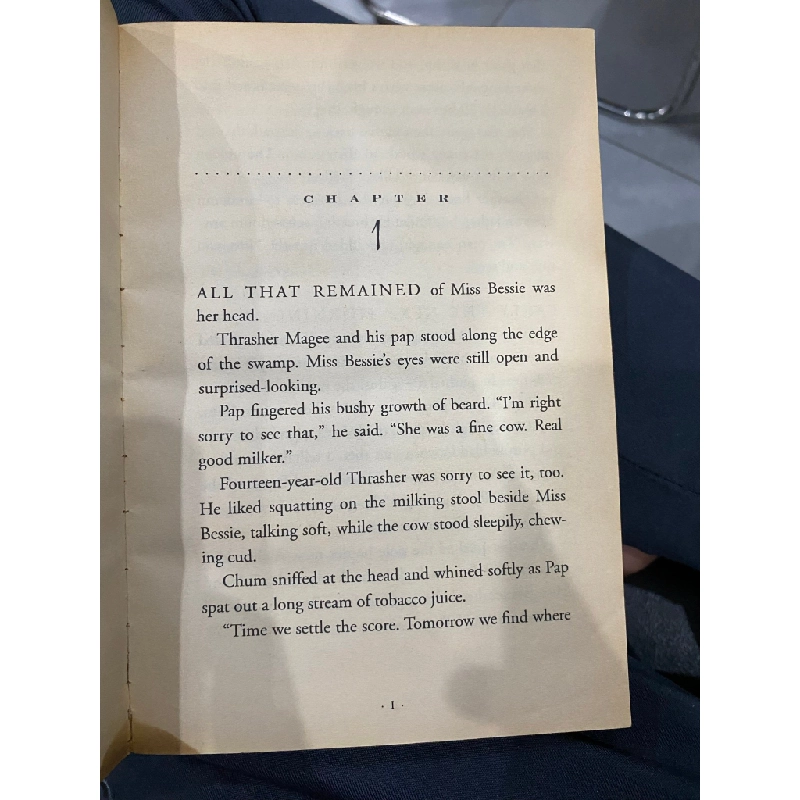 CHAPTER
1
ALL THAT REMAINED of Miss Bessie was
her head.
Thrasher Magee and his pap stood along the edge
of the swamp. Miss Bessie's eyes were still open and
surprised-looking.
Pap fingered his bushy growth of beard. “I'm right
sorry to see that,” he said. “She was a fine cow. Real
good milker.”
Fourteen-year-old Thrasher was sorry to see it, too.
He liked squatting on the milking stool beside Miss
Bessie, talking soft, while the cow stood sleepily, chew-
ing cud.
Chum sniffed at the head and whined softly as Pap
spat out a long stream of tobacco juice.
“Time we settle the score. Tomorrow we find where
· 1 ·